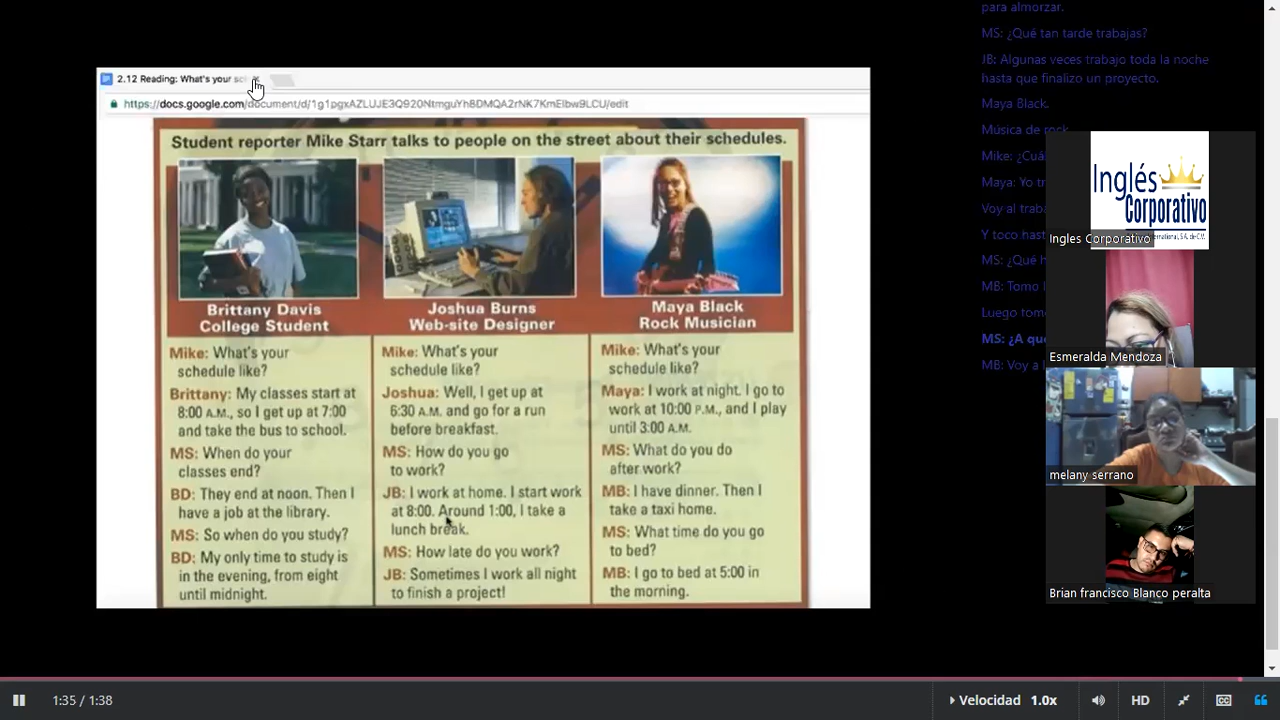 2.12 Reading: What's your
https://docs.google.com/document/d/1g1pgxAZLUJE3Q920NtmguYh8DMQA2rNK7KmEIbw9LCU/edit
Student reporter Mike Starr talks to people on the street about their schedules.
Brittany Davis
College Student
Mike: What's your
schedule like?
Brittany: My classes start at
8:00 A.M., so I get up at 7:00
and take the bus to school.
MS: When do your
classes end?
BD: They end at noon. Then I
have a job at the library.
MS: So when do you study?
BD: My only time to study is
in the evening, from eight
until midnight.
Joshua Burns
Web-site Designer
Mike: What's your
schedule like?
Joshua: Well, I get up at
6:30 A.M. and go for a run
before breakfast.
MS: How do you go
to work?
JB: I work at home. I start work
at 8:00. Around 1:00, I take a
lunch break.
MS: How late do you work?
JB: Sometimes I work all night
to finish a project!
Maya Black
Rock Musician
Mike: What's your
schedule like?
Maya: I work at night. I go to
work at 10:00 P.M., and I play
until 3:00 A.M.
MS: What do you do
after work?
MB: I have dinner. Then I
take a taxi home.
MS: What time do you go
to bed?
MB: I go to bed at 5:00 in
the morning.
para almorzar.
MS: ¿Qué tan tarde trabajas?
JB: Algunas veces trabajo toda la noche
hasta que finalizo un proyecto.
Maya Black.
Música de rock
Mike: ¿Cuál
Maya: Yo
Voy al
Y toco
MS: ¿Qué
MB: Tomo
Luego
MS: ¿A
MB: Voy a
Inglés
Corporativo
International, S.A. de C.V.
Ingles Corporativo
Esmeralda Mendoza
melany serrano
Brian francisco Blanco peralta
1:35 / 1:38
Velocidad 1.0x
HD